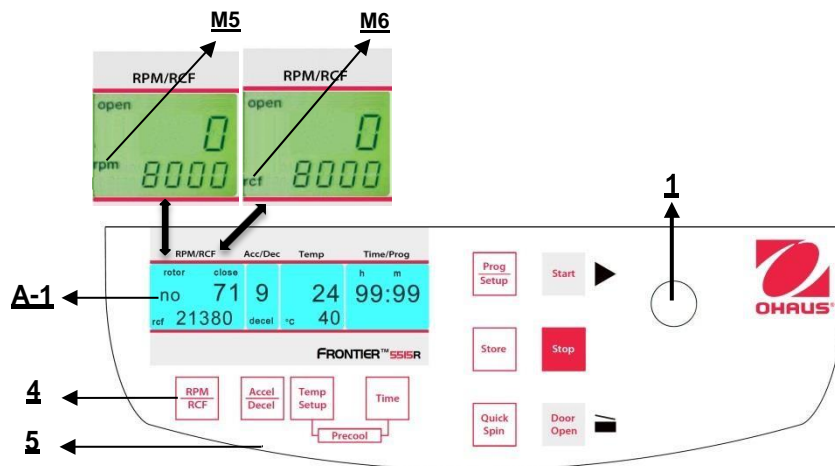 M5
M6
RPM/RCF
RPM/RCF
open
0
rpm
8000
open
0
rcf
8000
1
RPM/RCF Acc/Dec Temp Time/Prog
rotor close h m
A-1
no 71 9 24 99:99
rcf 21380 decel °C 40
FRONTIER™ 5515R
Prog
Setup
Start
OHAUS®
Store
Stop
4
RPM
RCF
Accel
Decel
Temp
Setup
Time
Precool
Quick
Spin
Door
Open
5